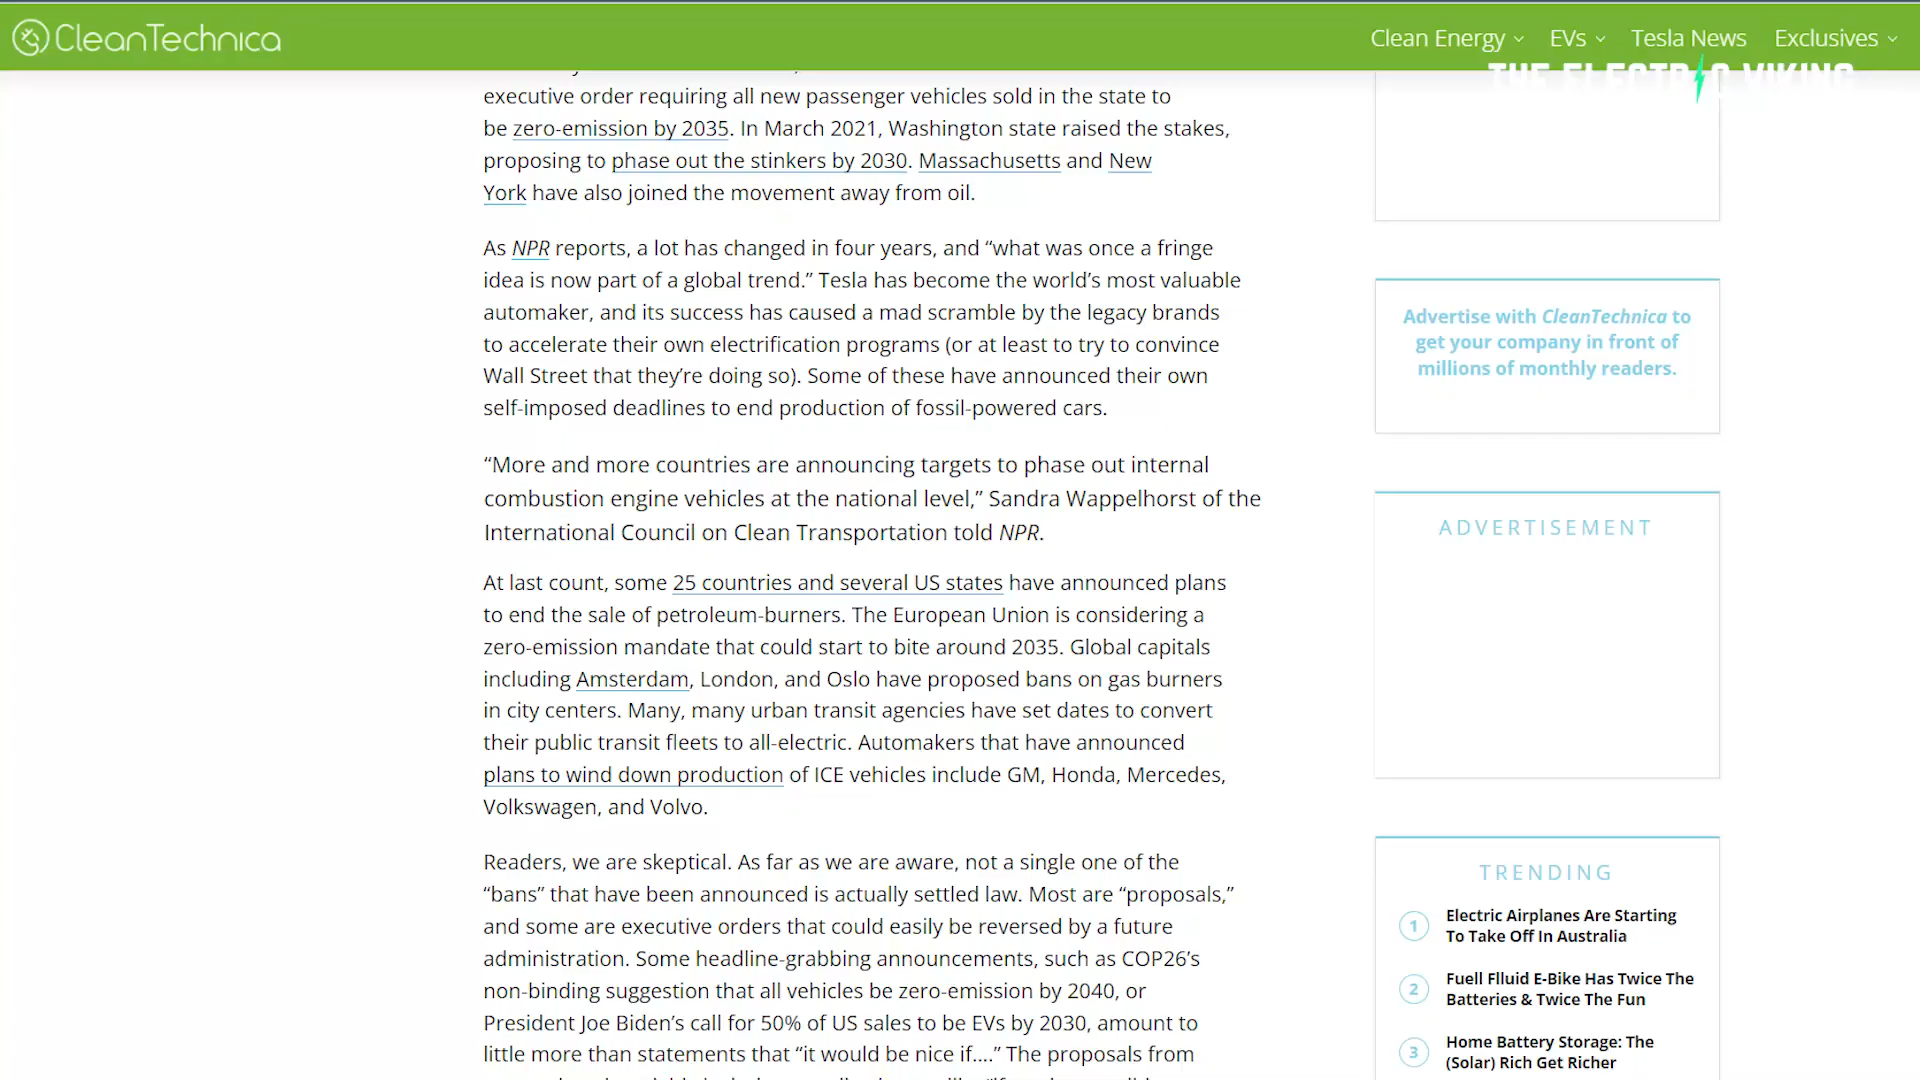 CleanTechnica
Clean Energy
EVs
Tesla News
Exclusives
THE ELECTRIC VIKING
executive order requiring all new passenger vehicles sold in the state to
be zero-emission by 2035. In March 2021, Washington state raised the stakes,
proposing to phase out the stinkers by 2030. Massachusetts and New
York have also joined the movement away from oil.
As NPR reports, a lot has changed in four years, and “what was once a fringe
idea is now part of a global trend.” Tesla has become the world’s most valuable
automaker, and its success has caused a mad scramble by the legacy brands
to accelerate their own electrification programs (or at least to try to convince
Wall Street that they’re doing so). Some of these have announced their own
self-imposed deadlines to end production of fossil-powered cars.
“More and more countries are announcing targets to phase out internal
combustion engine vehicles at the national level,” Sandra Wappelhorst of the
International Council on Clean Transportation told NPR.
At last count, some 25 countries and several US states have announced plans
to end the sale of petroleum-burners. The European Union is considering a
zero-emission mandate that could start to bite around 2035. Global capitals
including Amsterdam, London, and Oslo have proposed bans on gas burners
in city centers. Many, many urban transit agencies have set dates to convert
their public transit fleets to all-electric. Automakers that have announced
plans to wind down production of ICE vehicles include GM, Honda, Mercedes,
Volkswagen, and Volvo.
Readers, we are skeptical. As far as we are aware, not a single one of the
“bans” that have been announced is actually settled law. Most are “proposals,”
and some are executive orders that could easily be reversed by a future
administration. Some headline-grabbing announcements, such as COP26’s
non-binding suggestion that all vehicles be zero-emission by 2040, or
President Joe Biden’s call for 50% of US sales to be EVs by 2030, amount to
little more than statements that “it would be nice if….” The proposals from
Advertise with CleanTechnica to
get your company in front of
millions of monthly readers.
ADVERTISEMENT
TRENDING
1
Electric Airplanes Are Starting
To Take Off In Australia
2
Fuell Flluid E-Bike Has Twice The
Batteries & Twice The Fun
3
Home Battery Storage: The
(Solar) Rich Get Richer